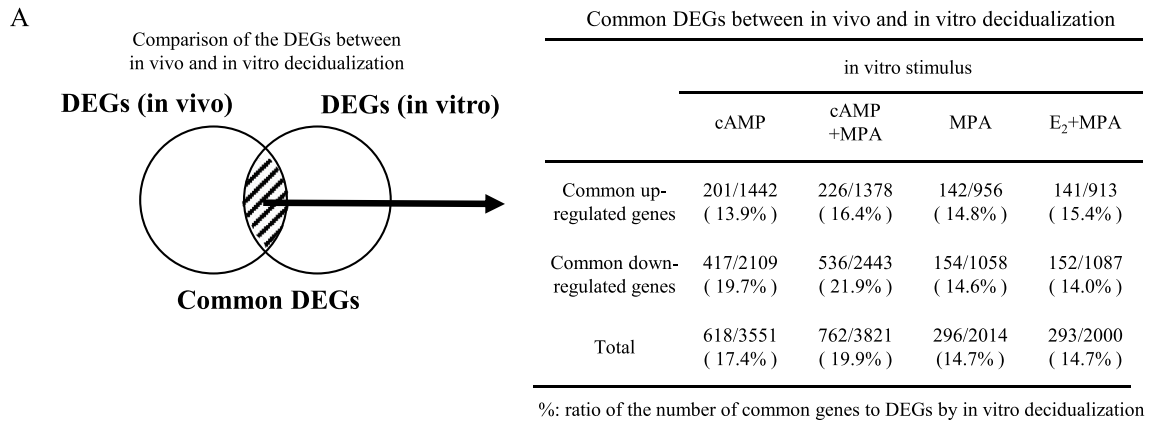 A
Comparison of the DEGs between
in vivo and in vitro decidualization
DEGs (in vivo)
DEGs (in vitro)
Common DEGs
Common DEGs between in vivo and in vitro decidualization
in vitro stimulus
cAMP
cAMP
+MPA
MPA
E₂+MPA
Common up-
regulated genes
201/1442
( 13.9% )
226/1378
( 16.4% )
142/956
( 14.8% )
141/913
( 15.4% )
Common down-
regulated genes
417/2109
( 19.7% )
536/2443
( 21.9% )
154/1058
( 14.6% )
152/1087
( 14.0% )
Total
618/3551
( 17.4% )
762/3821
( 19.9% )
296/2014
(14.7% )
293/2000
( 14.7% )
%: ratio of the number of common genes to DEGs by in vitro decidualization